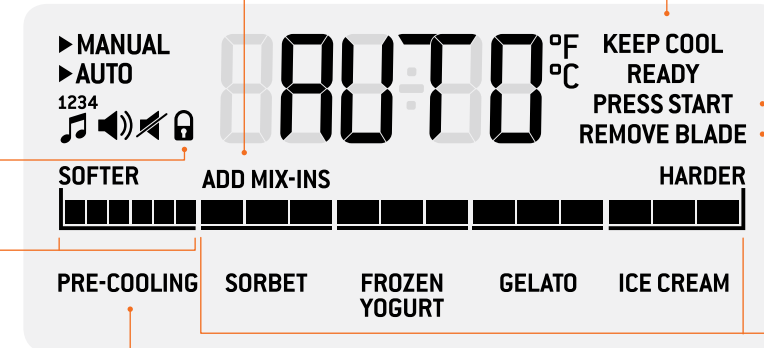 ▶MANUAL
▶AUTO
1234
AUTO
°F
°C
KEEP COOL
READY
PRESS START
REMOVE BLADE
SOFTER
ADD MIX-INS
HARDER
PRE-COOLING
SORBET
FROZEN
YOGURT
GELATO
ICE CREAM